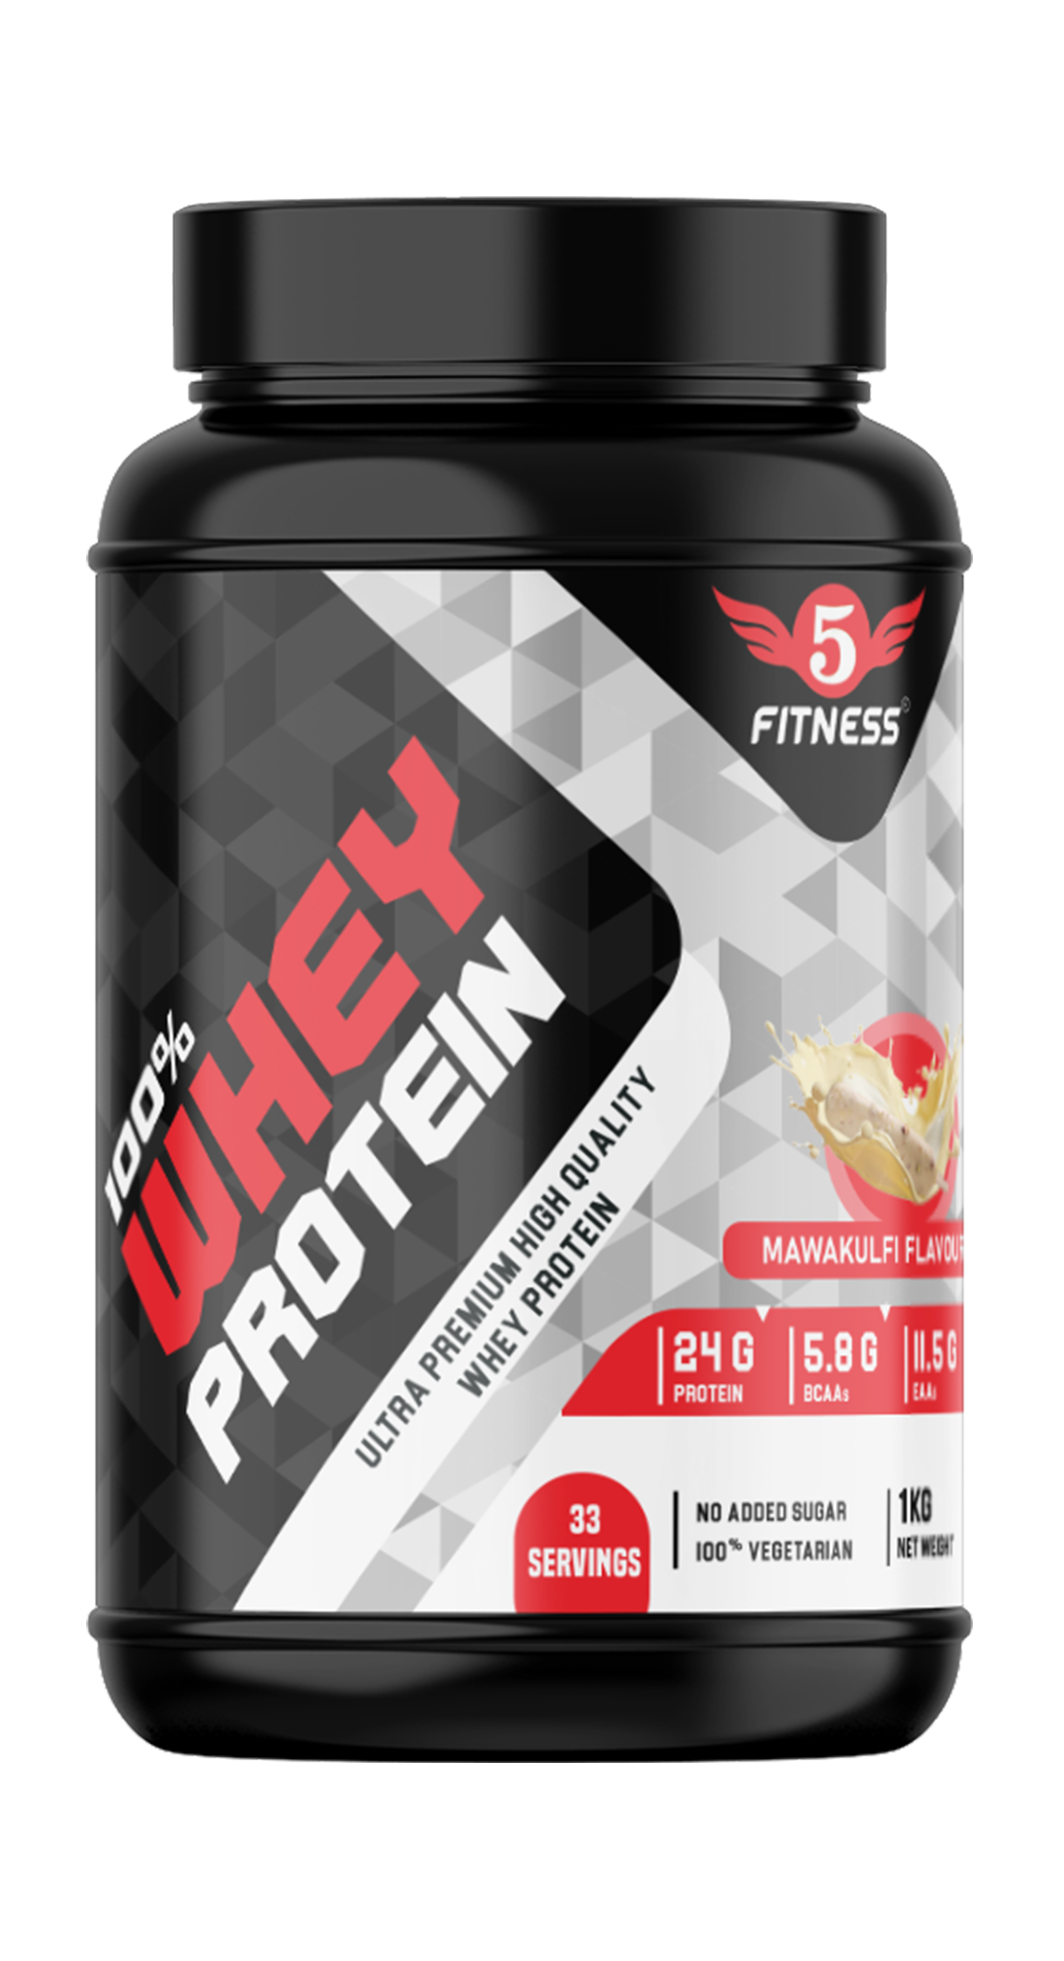 5
FITNESS
100%
WHEY
PROTEIN
ULTRA PREMIUM HIGH QUALITY
WHEY PROTEIN
MAWAKULFI
24 G
PROTEIN
5.8 G
BCAAs
11.5 G
EAAs
33
SERVINGS
NO ADDED SUGAR
100% VEGETARIAN
1KG
NET WEIGHT